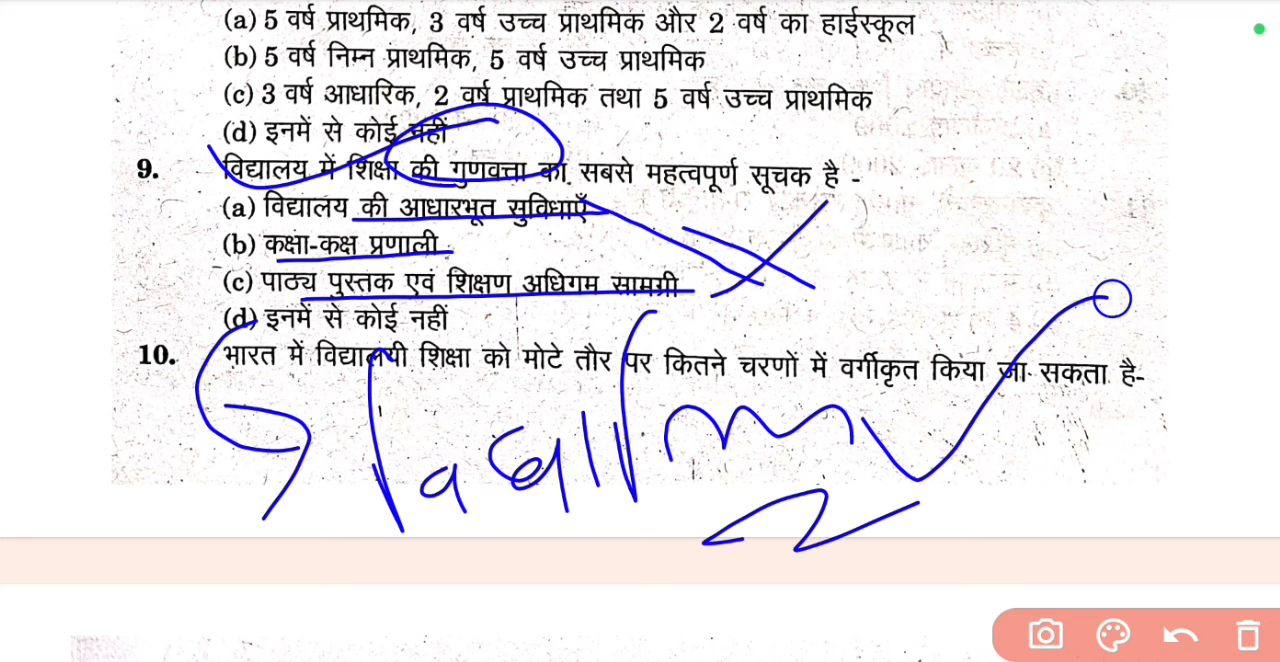 (a) 5 वर्ष प्राथमिक, 3 वर्ष उच्च प्राथमिक और 2 वर्ष का हाईस्कूल
(b) 5 वर्ष निम्न प्राथमिक, 5 वर्ष उच्च प्राथमिक
(c) 3 वर्ष आधारिक, 2 वर्ष प्राथमिक तथा 5 वर्ष उच्च प्राथमिक
(d) इनमें से कोई नहीं
9. विद्यालय में शिक्षा की गुणवत्ता का सबसे महत्वपूर्ण सूचक है -
(a) विद्यालय की आधारभूत सुविधाएँ
(b) कक्षा-कक्ष प्रणाली
(c) पाठ्य पुस्तक एवं शिक्षण अधिगम सामग्री
(d) इनमें से कोई नहीं
10. भारत में विद्यालयी शिक्षा को मोटे तौर पर कितने चरणों में वर्गीकृत किया जा सकता है-